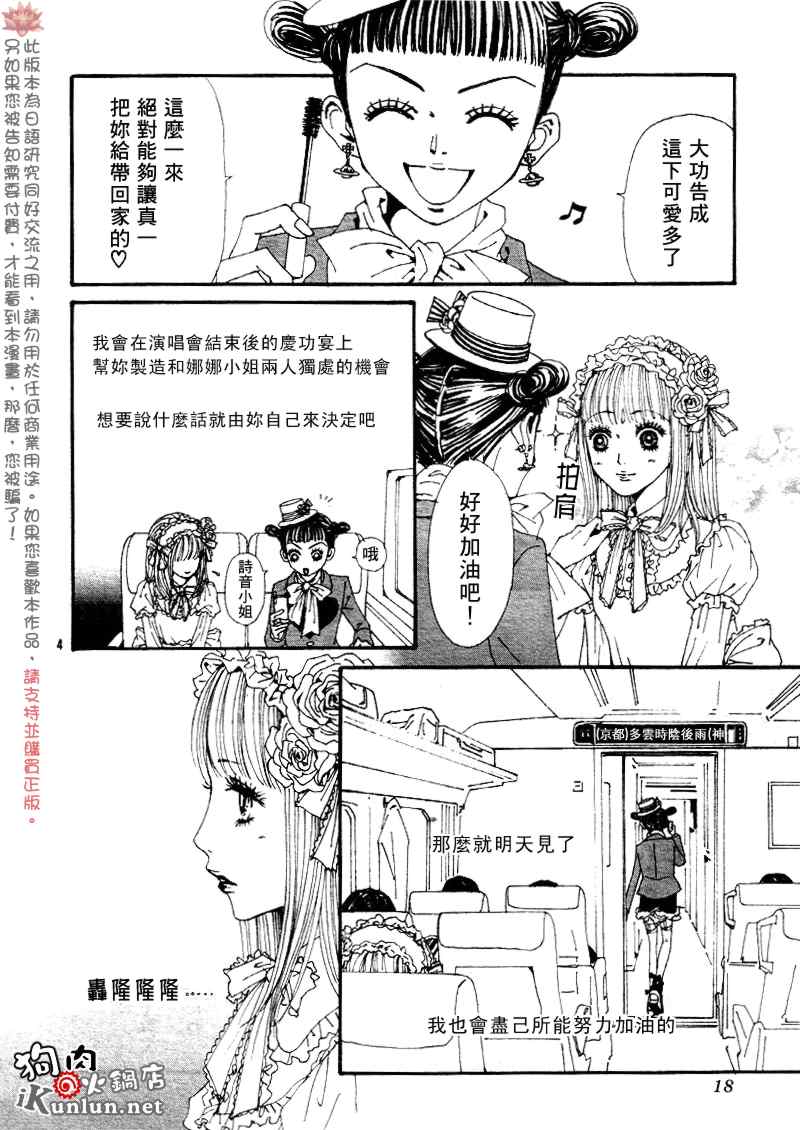 大功告成
這下可愛多了
這麼一來
絕對能夠讓真一
把妳給帶回家的♡
好好加油吧！
拍肩
我會在演唱會結束後的慶功宴上
幫妳製造和娜娜小姐兩人獨處的機會
想要說什麼話就由妳自己來決定吧
哦
詩音小姐
4
(京都)多雲時陰後雨(神
3
那麼就明天見了
我也會盡己所能努力加油的
轟隆隆隆⋯⋯
18
此版本為日語研究同好交流之用，請勿用於任何商業用途。如果您喜歡本作品，請支持並購買正版。
另如果您被告知需要付費，才能看到本漫畫，那麼，您被騙了！
狗肉
火鍋店
iKunlun.net